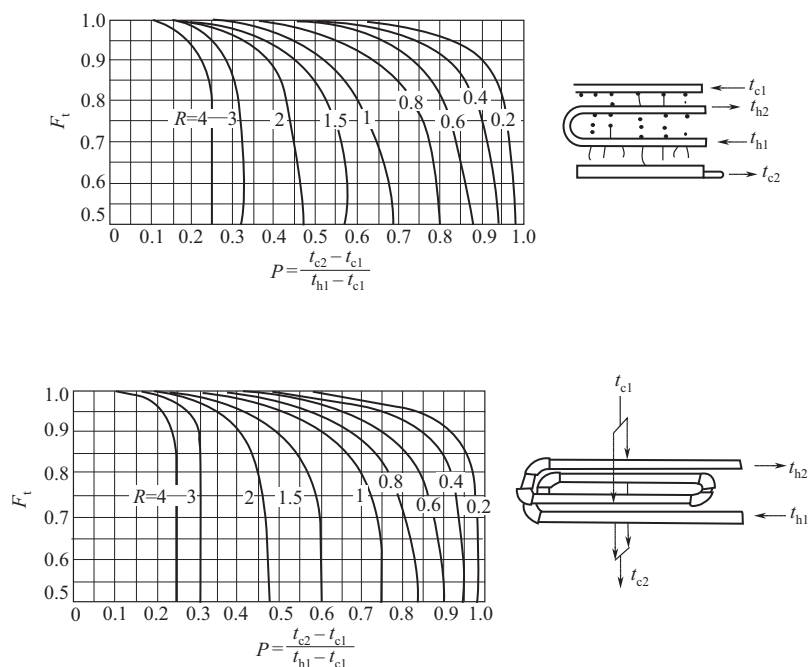 1.0
0.9
0.8
0.7
0.6
0.5
F_t
R=4 3 2 1.5 1 0.8 0.6 0.4 0.2
0 0.1 0.2 0.3 0.4 0.5 0.6 0.7 0.8 0.9 1.0
P = (t_c2 − t_c1) / (t_h1 − t_c1)
t_c1
t_h2
t_h1
t_c2
1.0
0.9
0.8
0.7
0.6
0.5
F_t
R=4 3 2 1.5 1 0.8 0.6 0.4 0.2
0 0.1 0.2 0.3 0.4 0.5 0.6 0.7 0.8 0.9 1.0
P = (t_c2 − t_c1) / (t_h1 − t_c1)
t_c1
t_h2
t_h1
t_c2